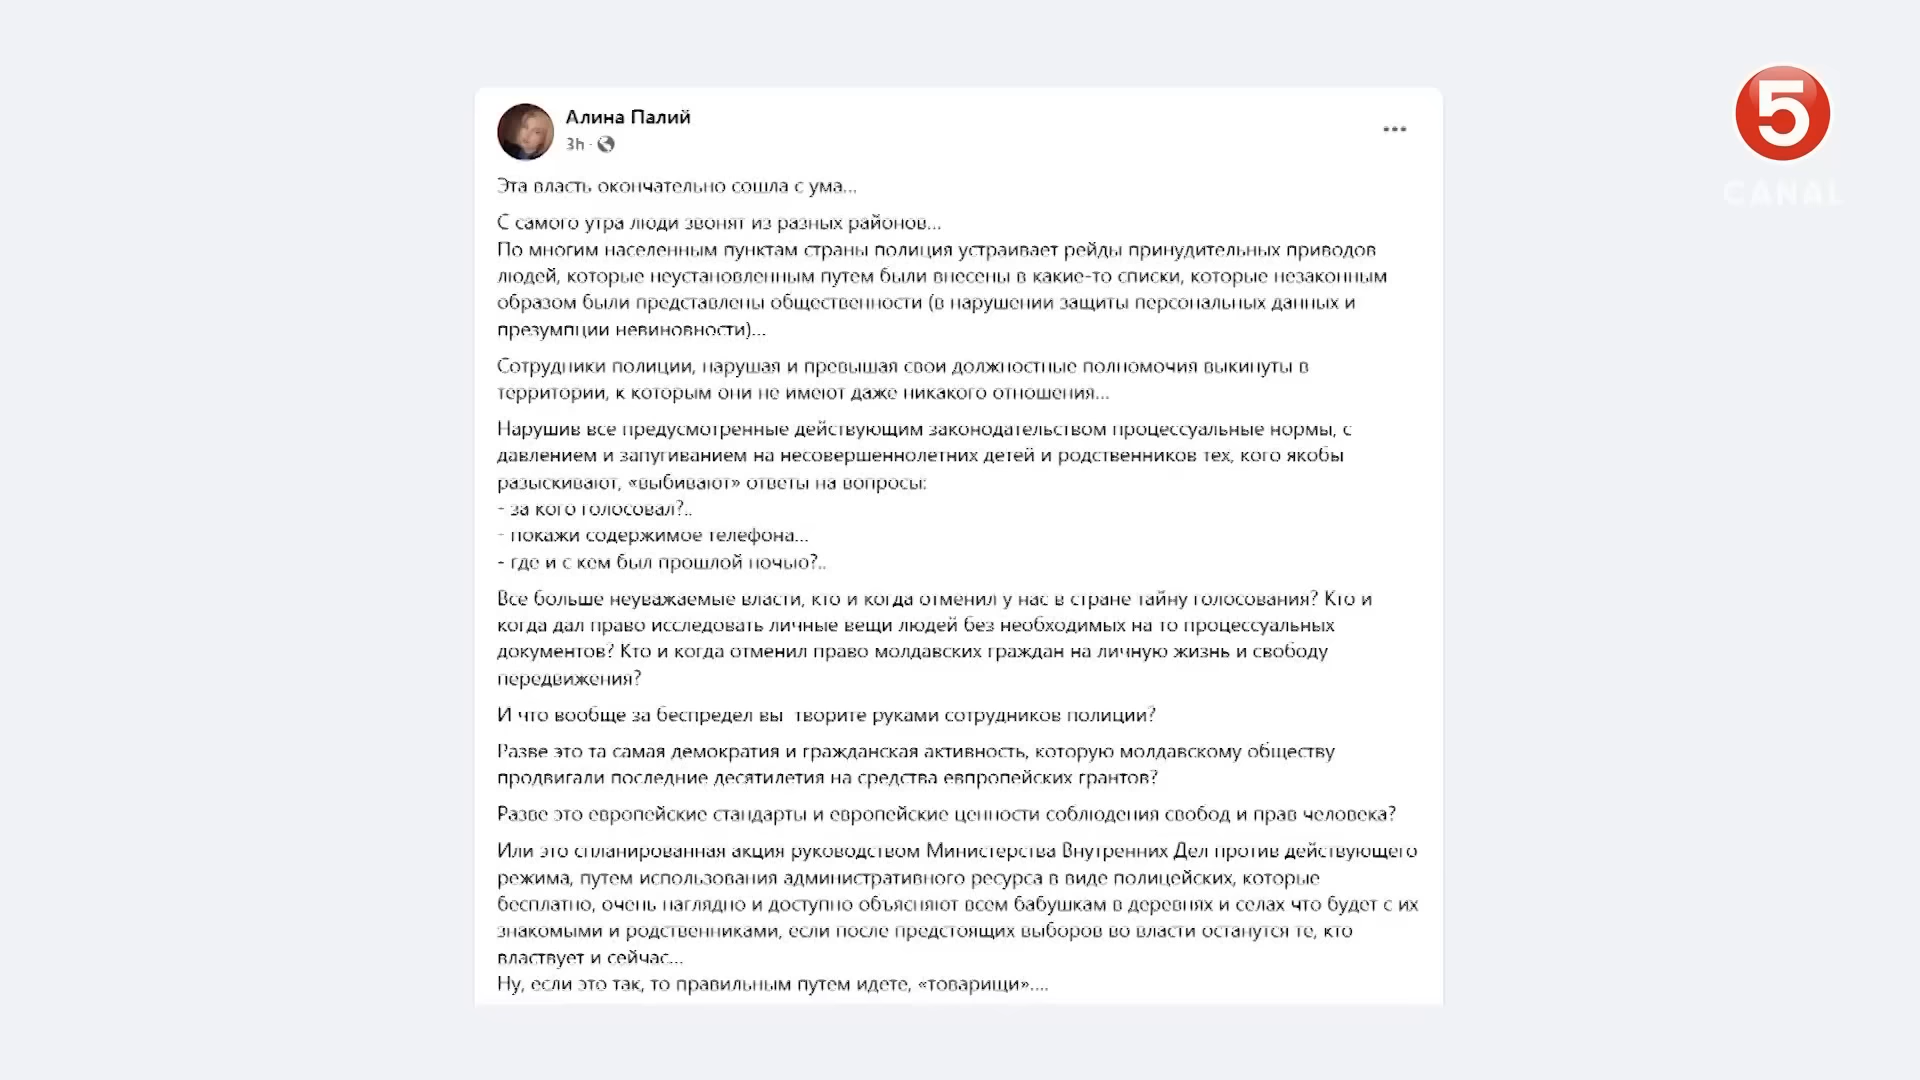 Алина Палий
3h ·
Эта власть окончательно сошла с ума...
С самого утра люди звонят из разных районов...
По многим населенным пунктам страны полиция устраивает рейды принудительных приводов
людей, которые неустановленным путем были внесены в какие-то списки, которые незаконным
образом были представлены общественности (в нарушении защиты персональных данных и
презумпции невиновности)...
Сотрудники полиции, нарушая и превышая свои должностные полномочия выкинуты в
территории, к которым они не имеют даже никакого отношения...
Нарушив все предусмотренные действующим законодательством процессуальные нормы, с
давлением и запугиванием на несовершеннолетних детей и родственников тех, кого якобы
разыскивают, «выбивают» ответы на вопросы:
- за кого голосовал?..
- покажи содержимое телефона...
- где и с кем был прошлой ночью?..
Все больше неуважаемые власти, кто и когда отменил у нас в стране тайну голосования? Кто и
когда дал право исследовать личные вещи людей без необходимых на то процессуальных
документов? Кто и когда отменил право молдавских граждан на личную жизнь и свободу
передвижения?
И что вообще за беспредел вы творите руками сотрудников полиции?
Разве это та самая демократия и гражданская активность, которую молдавскому обществу
продвигали последние десятилетия на средства евпропейских грантов?
Разве это европейские стандарты и европейские ценности соблюдения свобод и прав человека?
Или это спланированная акция руководством Министерства Внутренних Дел против действующего
режима, путем использования административного ресурса в виде полицейских, которые
бесплатно, очень наглядно и доступно объясняют всем бабушкам в деревнях и селах что будет с их
знакомыми и родственниками, если после предстоящих выборов во власти останутся те, кто
властвует и сейчас...
Ну, если это так, то правильным путем идете, «товарищи»....
5
CANAL